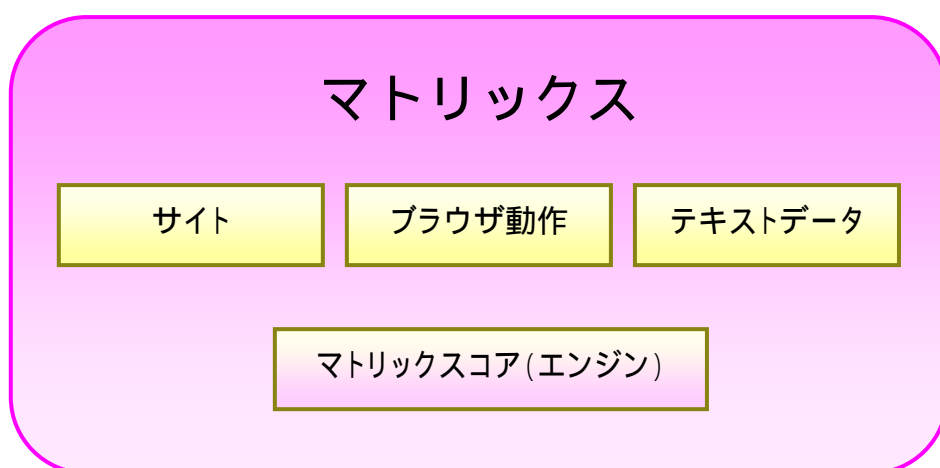 マトリックス
サイト
ブラウザ動作
テキストデータ
マトリックスコア(エンジン)